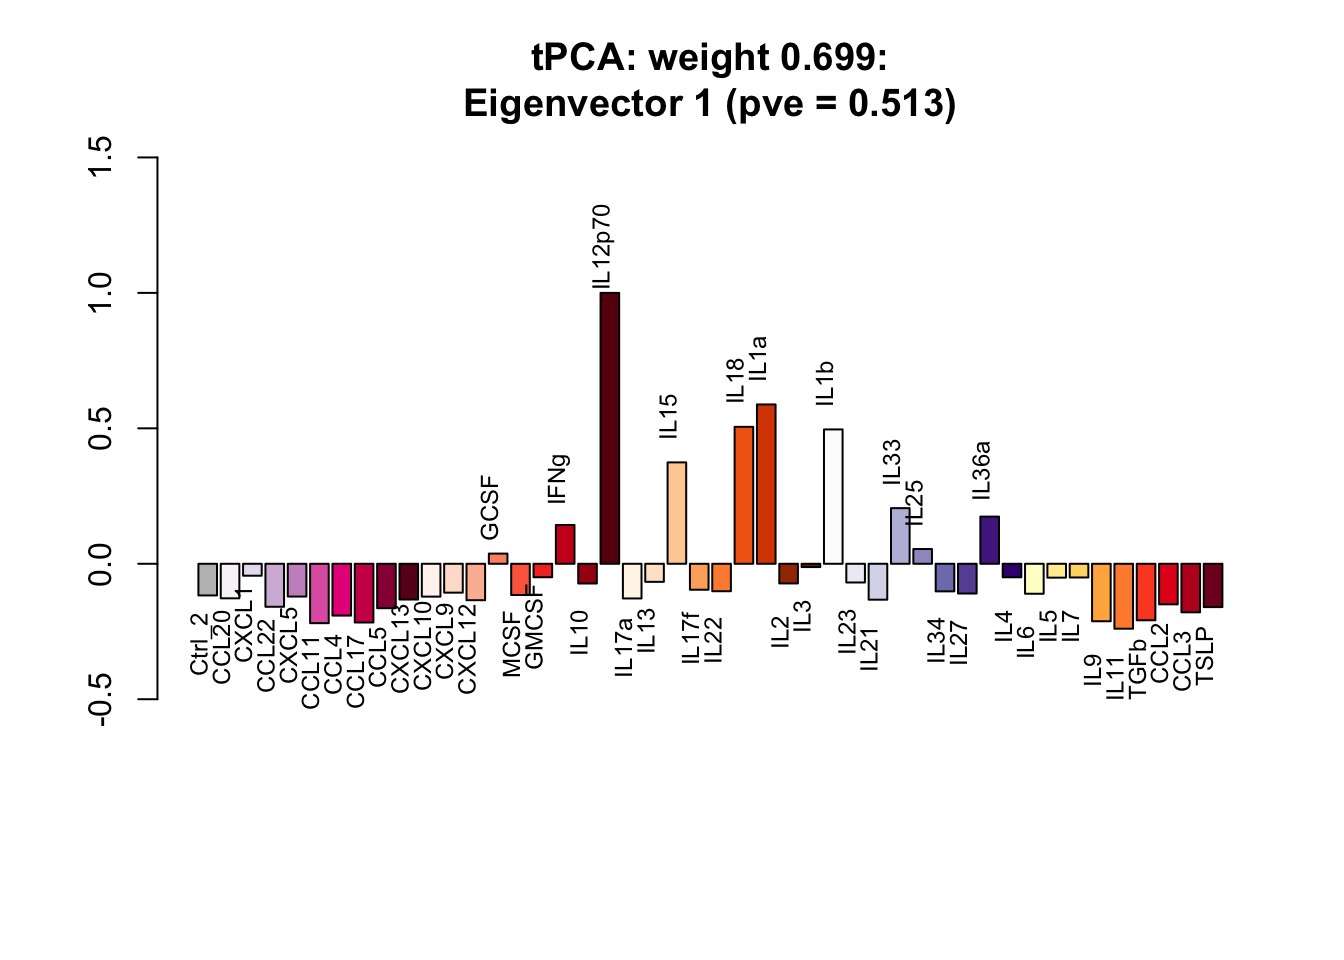 tPCA: weight 0.699:
Eigenvector 1 (pve = 0.513)
1.5
1.0
0.5
0.0
-0.5
Ctrl_2
CCL20
CXCL1
CCL22
CXCL5
CCL11
CCL4
CCL17
CCL5
CXCL13
CXCL10
CXCL9
CXCL12
GCSF
MCSF
GMCSF
IFNg
IL10
IL12p70
IL17a
IL13
IL15
IL17f
IL22
IL18
IL1a
IL2
IL3
IL1b
IL23
IL21
IL33
IL25
IL34
IL27
IL36a
IL4
IL6
IL5
IL7
IL9
IL11
TGFb
CCL2
CCL3
TSLP